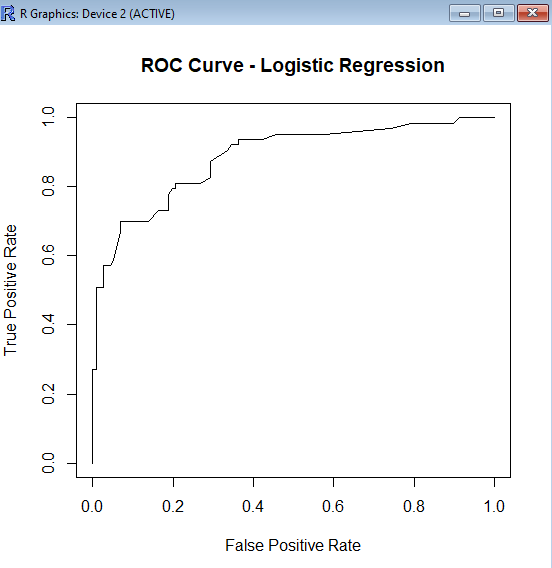 R Graphics: Device 2 (ACTIVE)
ROC Curve - Logistic Regression
True Positive Rate
1.0
0.8
0.6
0.4
0.2
0.0
0.0 0.2 0.4 0.6 0.8 1.0
False Positive Rate